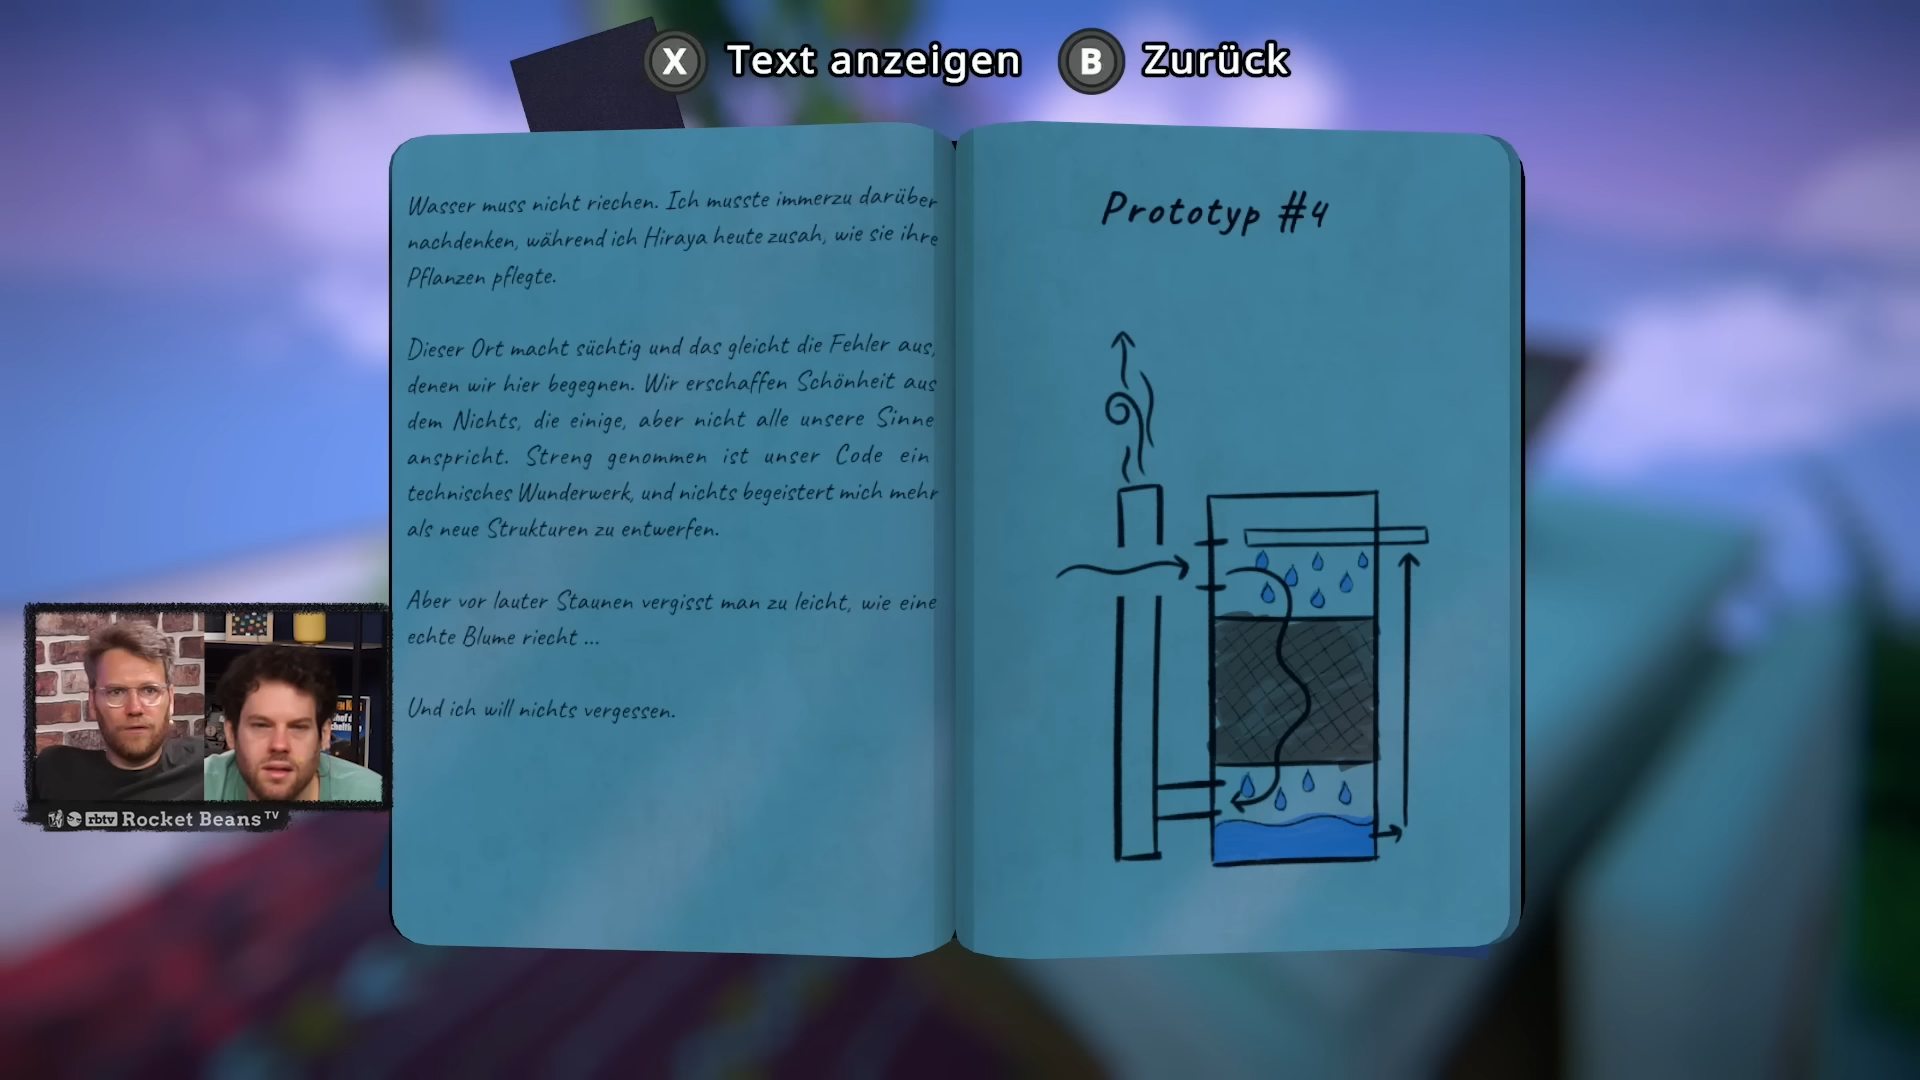 X Text anzeigen B Zurück
Wasser muss nicht riechen. Ich musste immerzu darüber
nachdenken, während ich Hiraya heute zusah, wie sie ihre
Pflanzen pflegte.
Dieser Ort macht süchtig und das gleicht die Fehler aus,
denen wir hier begegnen. Wir erschaffen Schönheit aus
dem Nichts, die einige, aber nicht alle unsere Sinne
anspricht. Streng genommen ist unser Code ein
technisches Wunderwerk, und nichts begeistert mich mehr
als neue Strukturen zu entwerfen.
Aber vor lauter Staunen vergisst man zu leicht, wie eine
echte Blume riecht ...
Und ich will nichts vergessen.
Prototyp #4
rbtv Rocket Beans TV